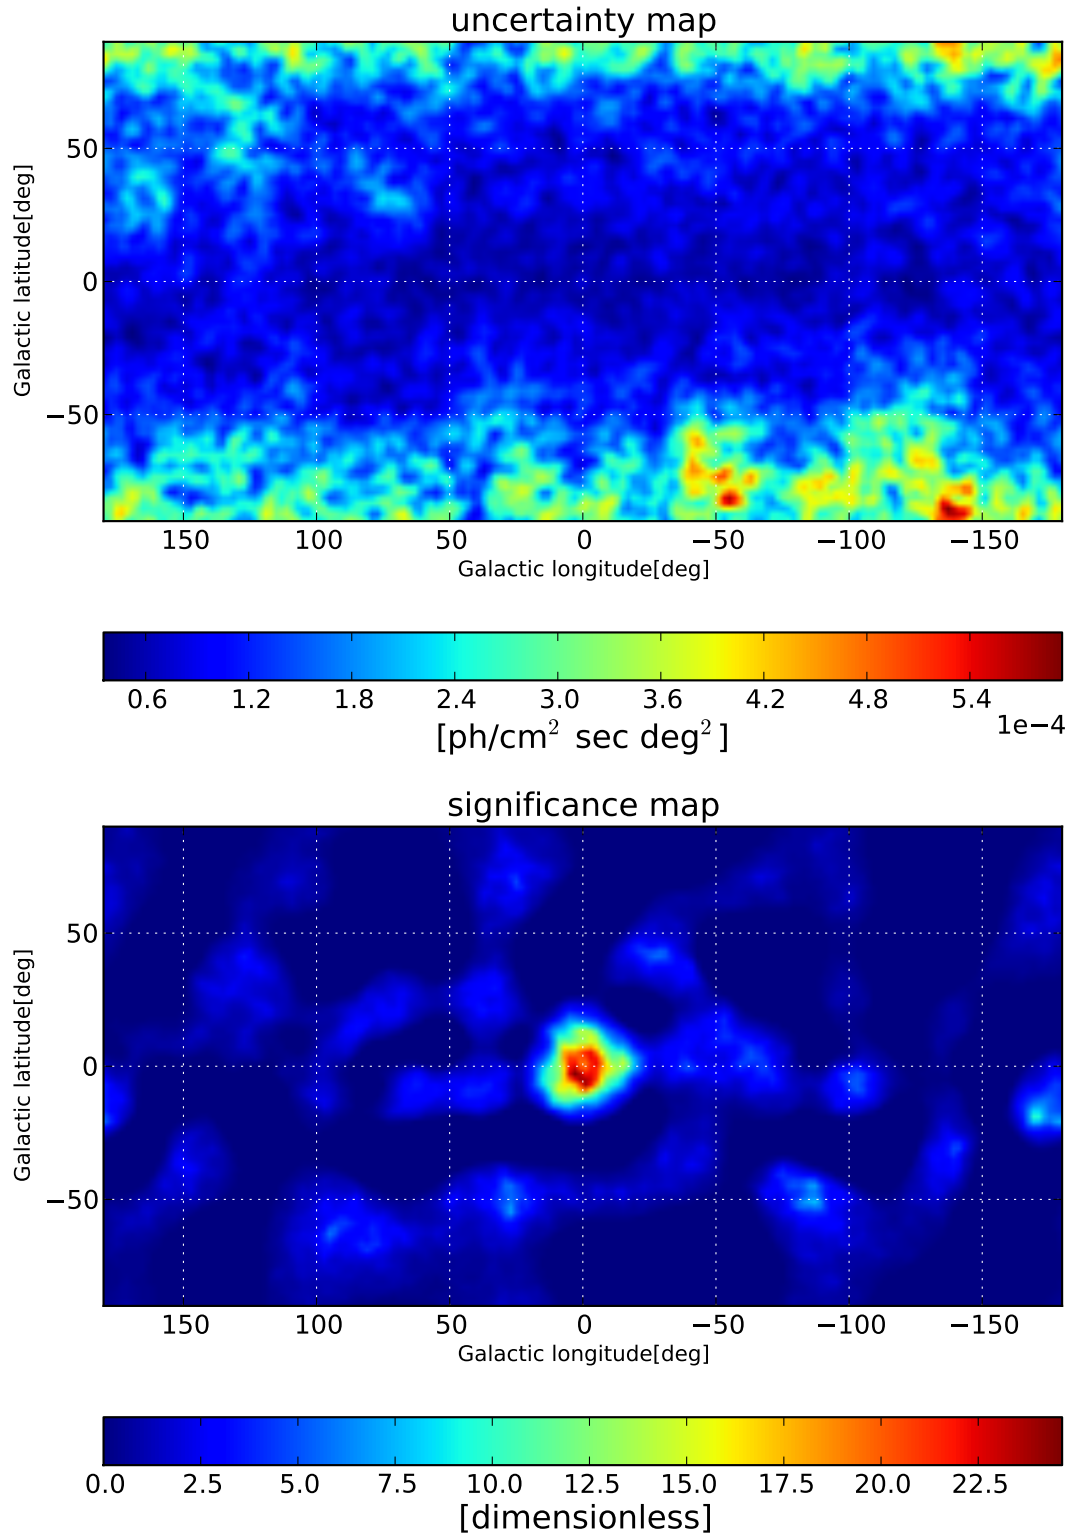 uncertainty map
50
0
−50
Galactic latitude[deg]
150 100 50 0 −50 −100 −150
Galactic longitude[deg]
0.6 1.2 1.8 2.4 3.0 3.6 4.2 4.8 5.4
1e−4
[ph/cm² sec deg²]
significance map
50
0
−50
Galactic latitude[deg]
150 100 50 0 −50 −100 −150
Galactic longitude[deg]
0.0 2.5 5.0 7.5 10.0 12.5 15.0 17.5 20.0 22.5
[dimensionless]